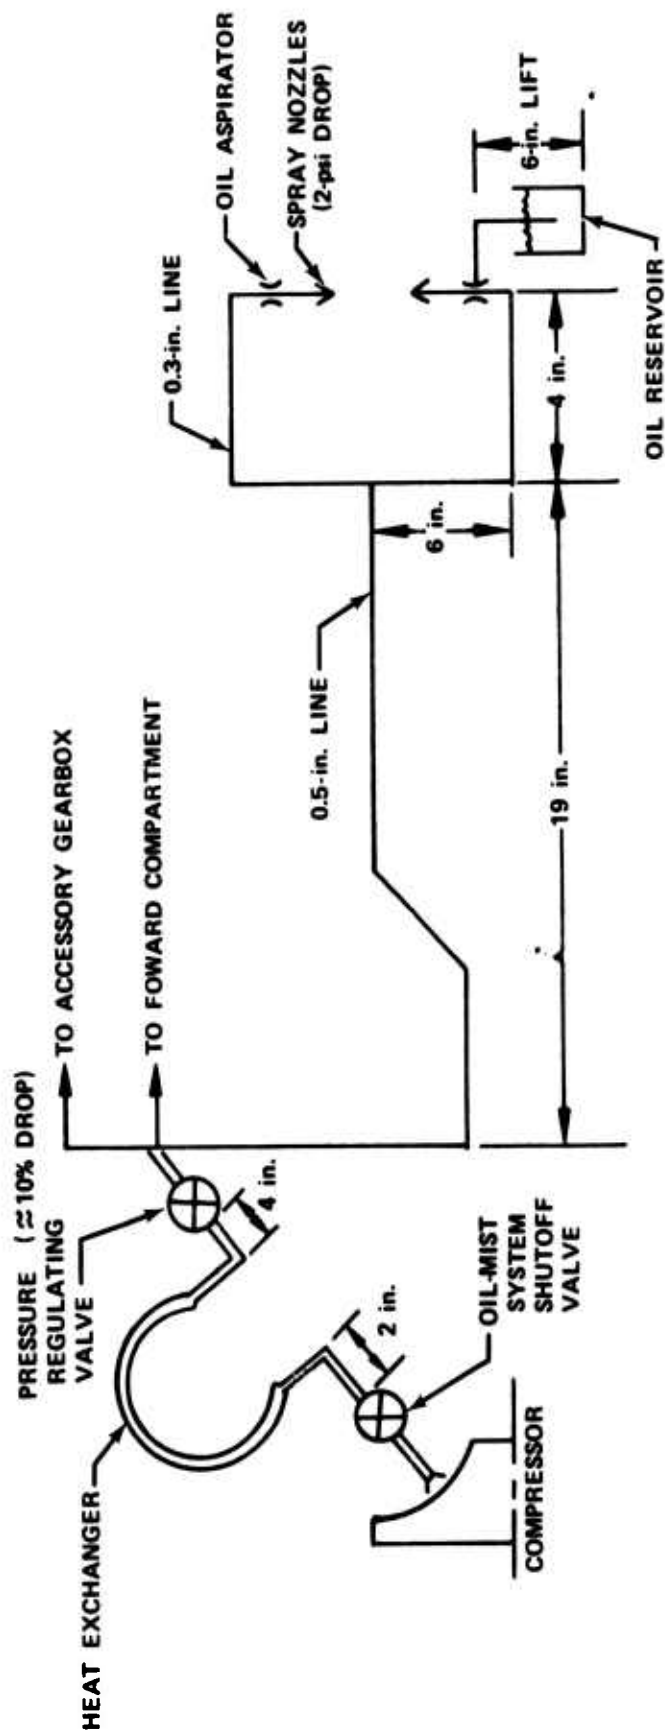 HEAT EXCHANGER
PRESSURE (≈10% DROP)
REGULATING
VALVE
TO ACCESSORY GEARBOX
TO FOWARD COMPARTMENT
4 in.
2 in.
OIL-MIST
SYSTEM
SHUTOFF
VALVE
COMPRESSOR
0.5-in. LINE
19 in.
0.3-in. LINE
6 in.
4 in.
OIL ASPIRATOR
SPRAY NOZZLES
(2-psi DROP)
6-in. LIFT
OIL RESERVOIR